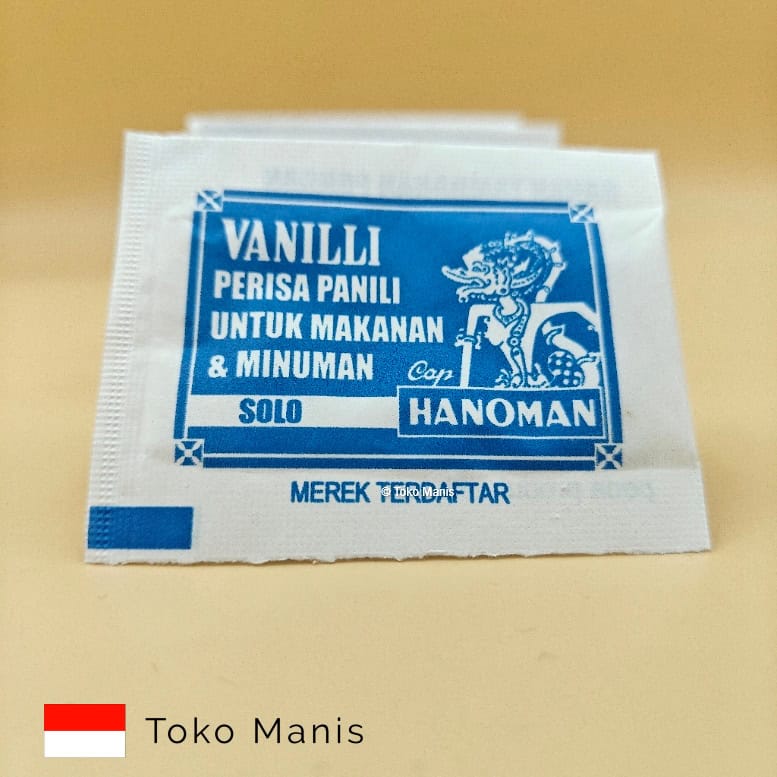 VANILLI
PERISA PANILI
UNTUK MAKANAN
& MINUMAN
Cap
SOLO
HANOMAN
MEREK TERDAFTAR
© Toko Manis
Toko Manis